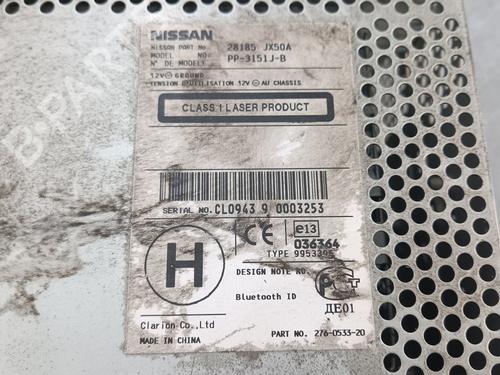 NISSAN
NISSAN PART No. 28185 JX50A
MODEL NO.
N° DE MODELE PP-3151J-B
12V GROUND
TENSION D'UTILISATION 12V AU CHASSIS
CLASS 1 LASER PRODUCT
SERIAL NO. CL0943 9 0003253
CE e13
036364
TYPE 9953395
H
DESIGN NOTE NO.
Bluetooth ID
ДЕ01
Clarion Co.,Ltd
MADE IN CHINA
PART NO. 276-0533-20